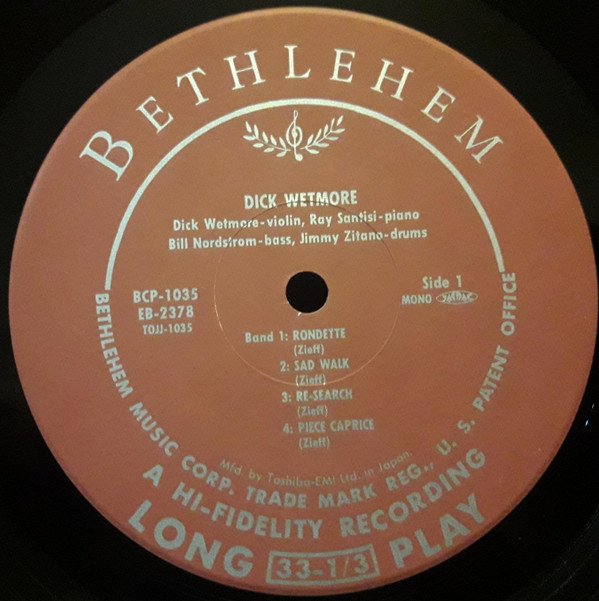 BETHLEHEM
DICK WETMORE
Dick Wetmore-violin, Ray Santisi-piano
Bill Nordstrom-bass, Jimmy Zitano-drums
BCP-1035
EB-2378
TOJJ-1035
Side 1
MONO
Band 1: RONDETTE
(Zieff)
2: SAD WALK
(Zieff)
3: RE-SEARCH
(Zieff)
4: PIECE CAPRICE
(Zieff)
Mfd. by Toshiba-EMI Ltd. in Japan.
BETHLEHEM MUSIC CORP. TRADE MARK REG., U. S. PATENT OFFICE
A HI-FIDELITY RECORDING
LONG 33-1/3 PLAY